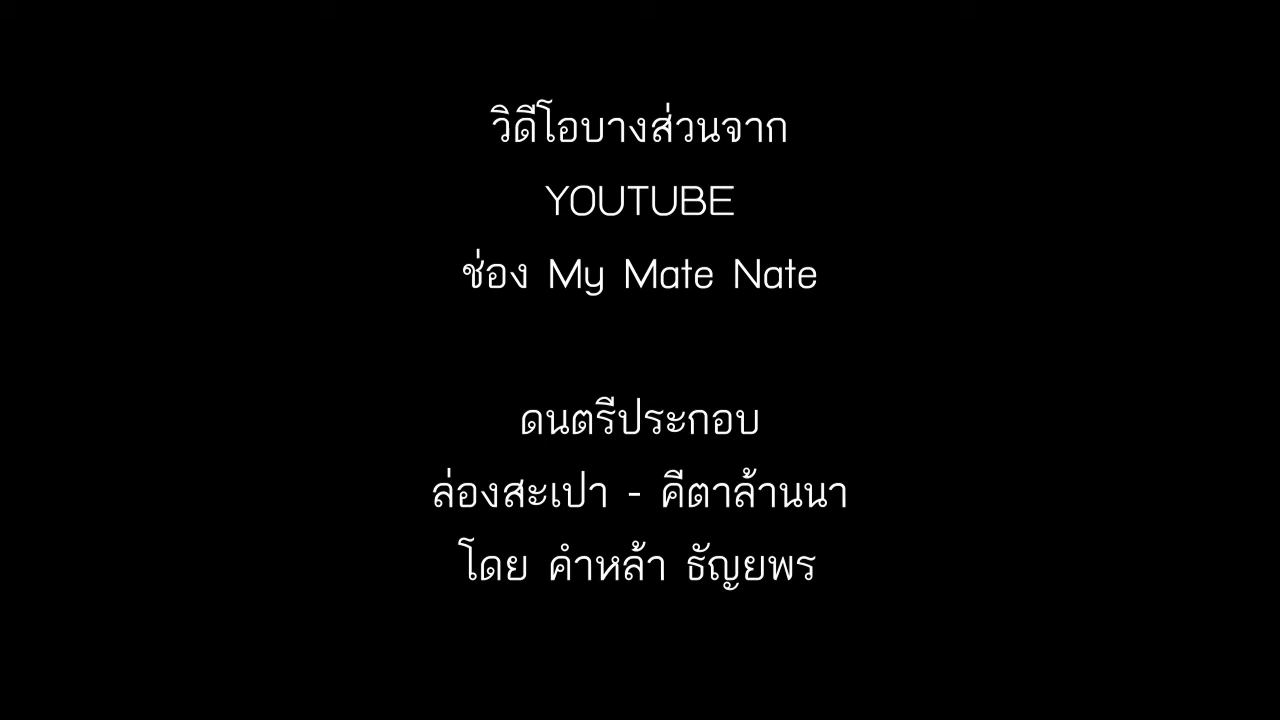 วิดีโอบางส่วนจาก
YOUTUBE
ช่อง My Mate Nate
ดนตรีประกอบ
ล่องสะเปา - คีตาล้านนา
โดย คำหล้า ธัญยพร